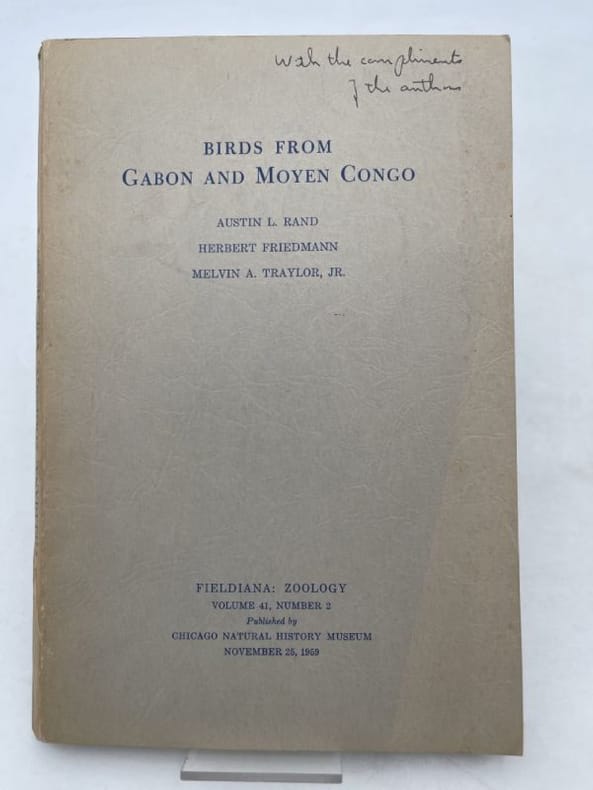 With the compliments
of the authors
BIRDS FROM
GABON AND MOYEN CONGO
AUSTIN L. RAND
HERBERT FRIEDMANN
MELVIN A. TRAYLOR, JR.
FIELDIANA: ZOOLOGY
VOLUME 41, NUMBER 2
Published by
CHICAGO NATURAL HISTORY MUSEUM
NOVEMBER 25, 1959